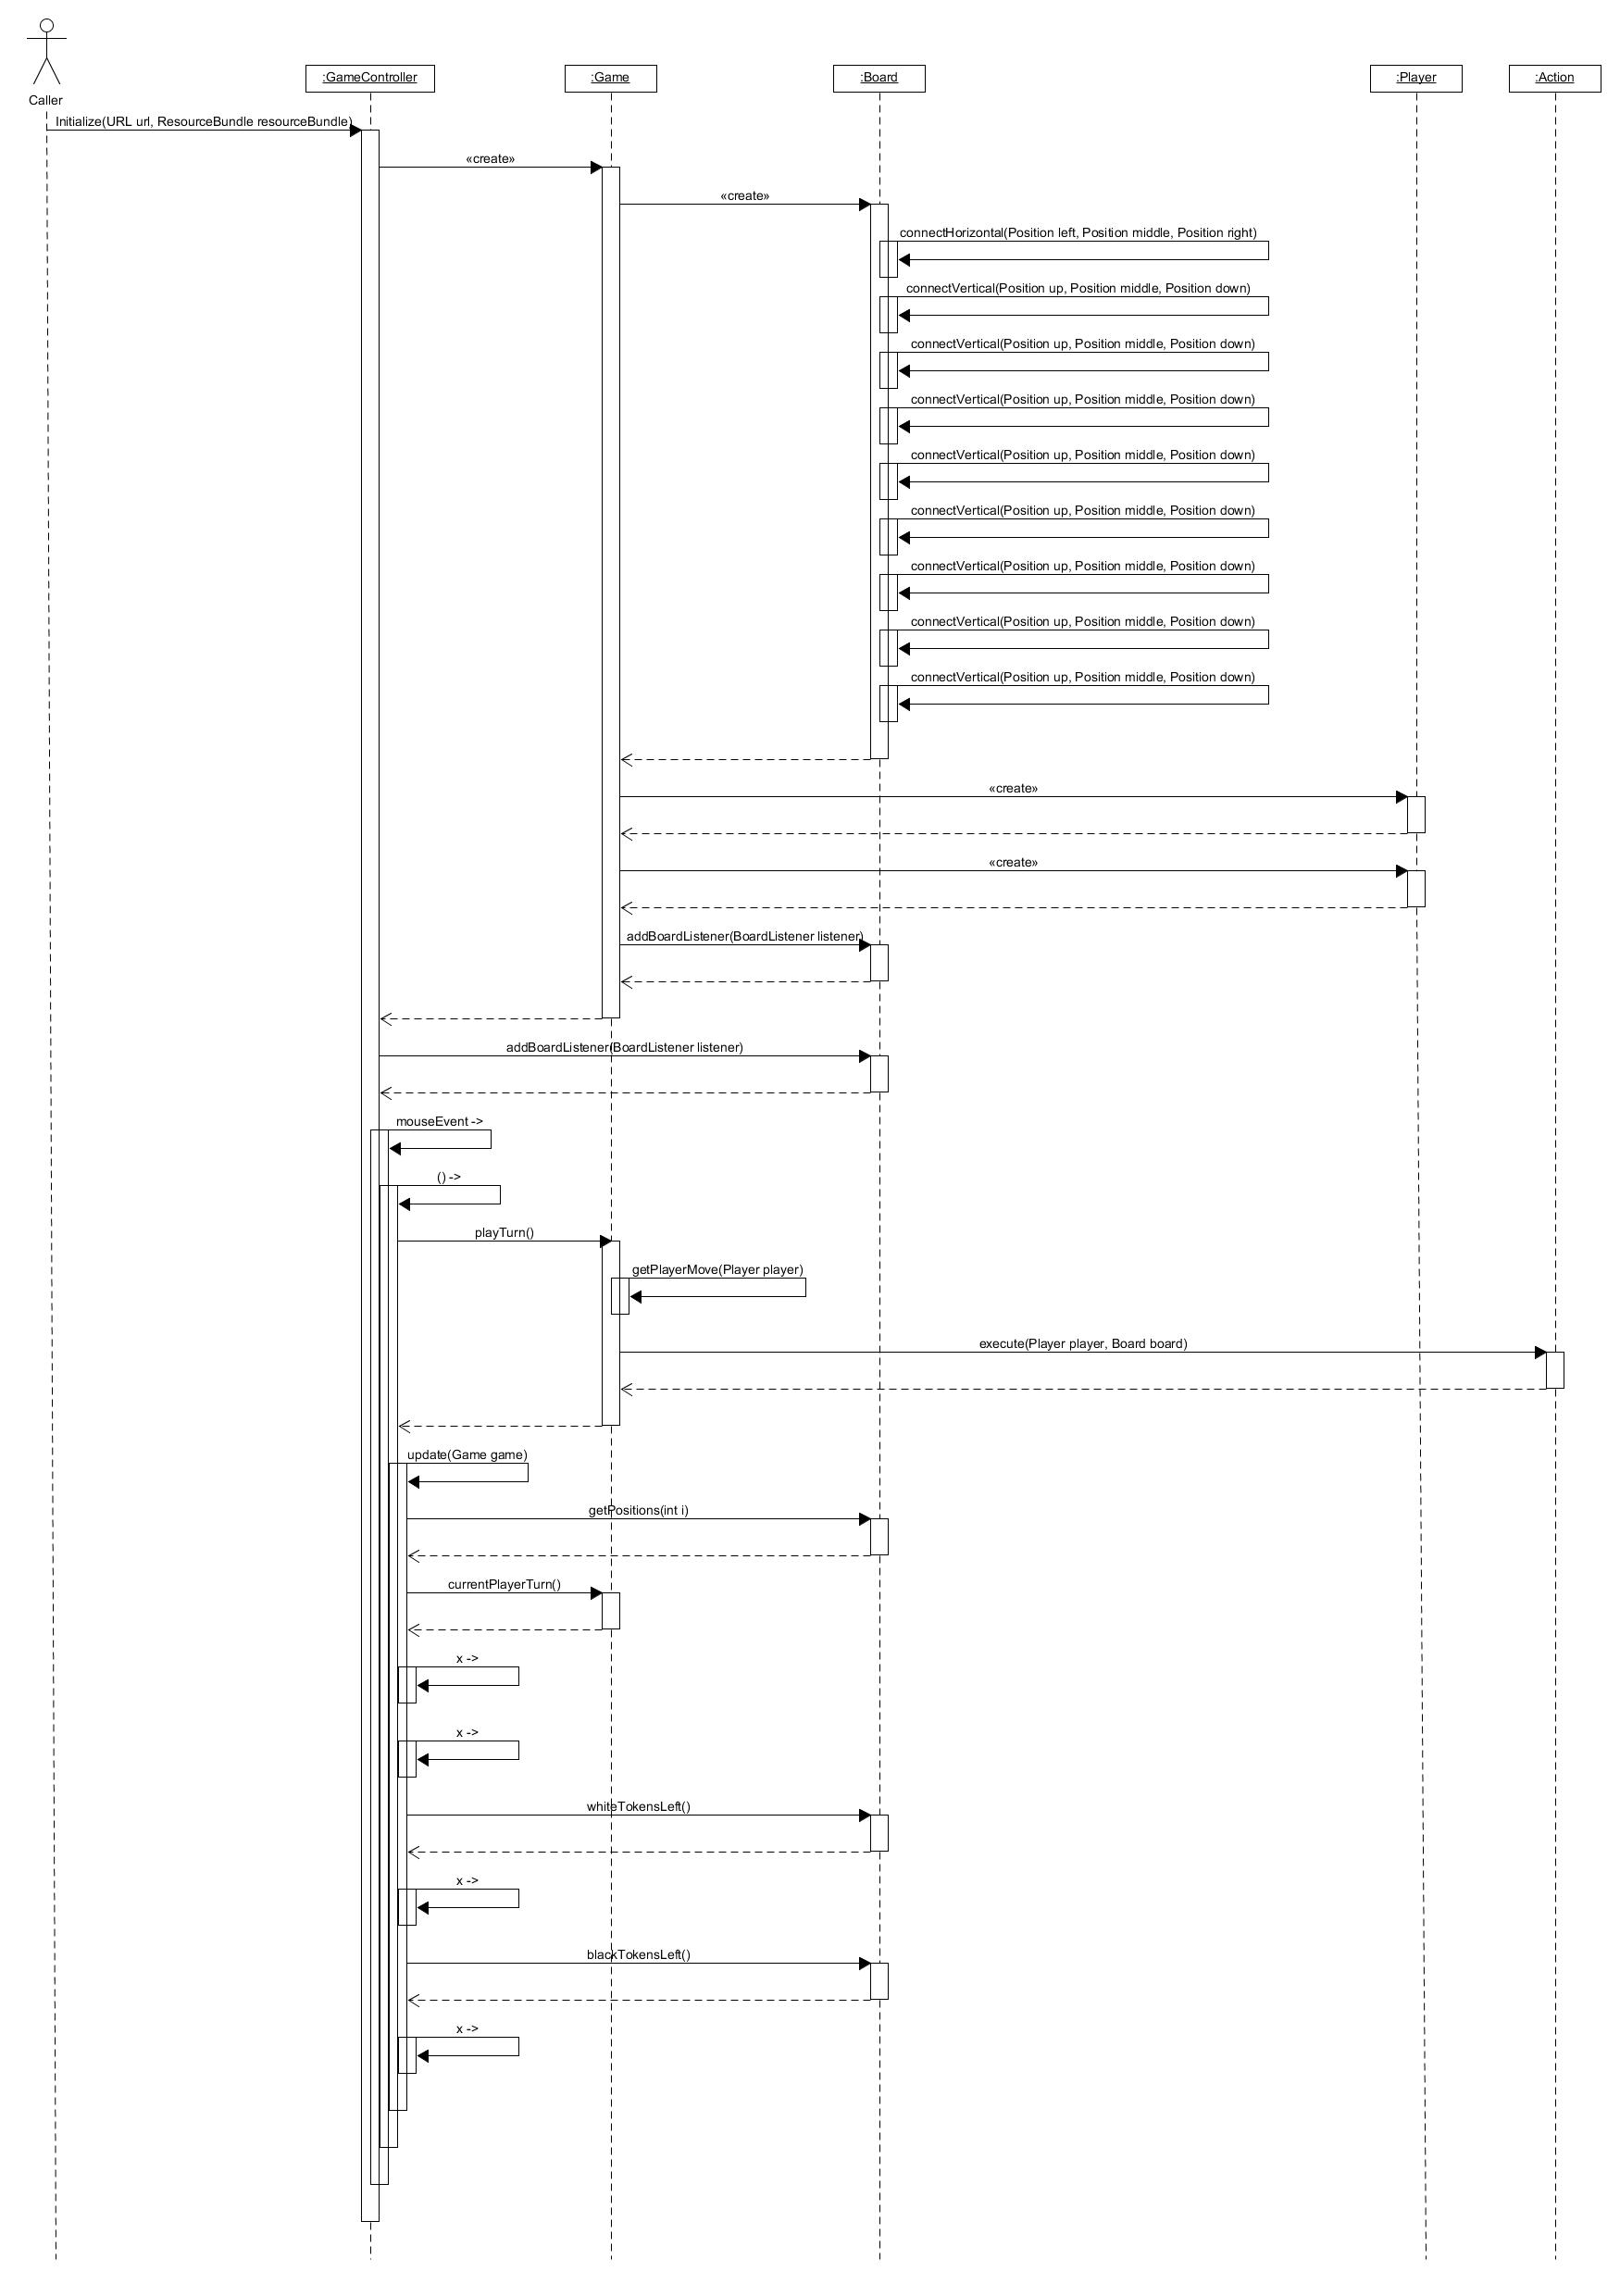 Caller
:GameController
:Game
:Board
:Player
:Action
Initialize(URL url, ResourceBundle resourceBundle)
«create»
«create»
connectHorizontal(Position left, Position middle, Position right)
connectVertical(Position up, Position middle, Position down)
connectVertical(Position up, Position middle, Position down)
connectVertical(Position up, Position middle, Position down)
connectVertical(Position up, Position middle, Position down)
connectVertical(Position up, Position middle, Position down)
connectVertical(Position up, Position middle, Position down)
connectVertical(Position up, Position middle, Position down)
connectVertical(Position up, Position middle, Position down)
«create»
«create»
addBoardListener(BoardListener listener)
addBoardListener(BoardListener listener)
mouseEvent ->
() ->
playTurn()
getPlayerMove(Player player)
execute(Player player, Board board)
update(Game game)
getPositions(int i)
currentPlayerTurn()
x ->
x ->
whiteTokensLeft()
x ->
blackTokensLeft()
x ->